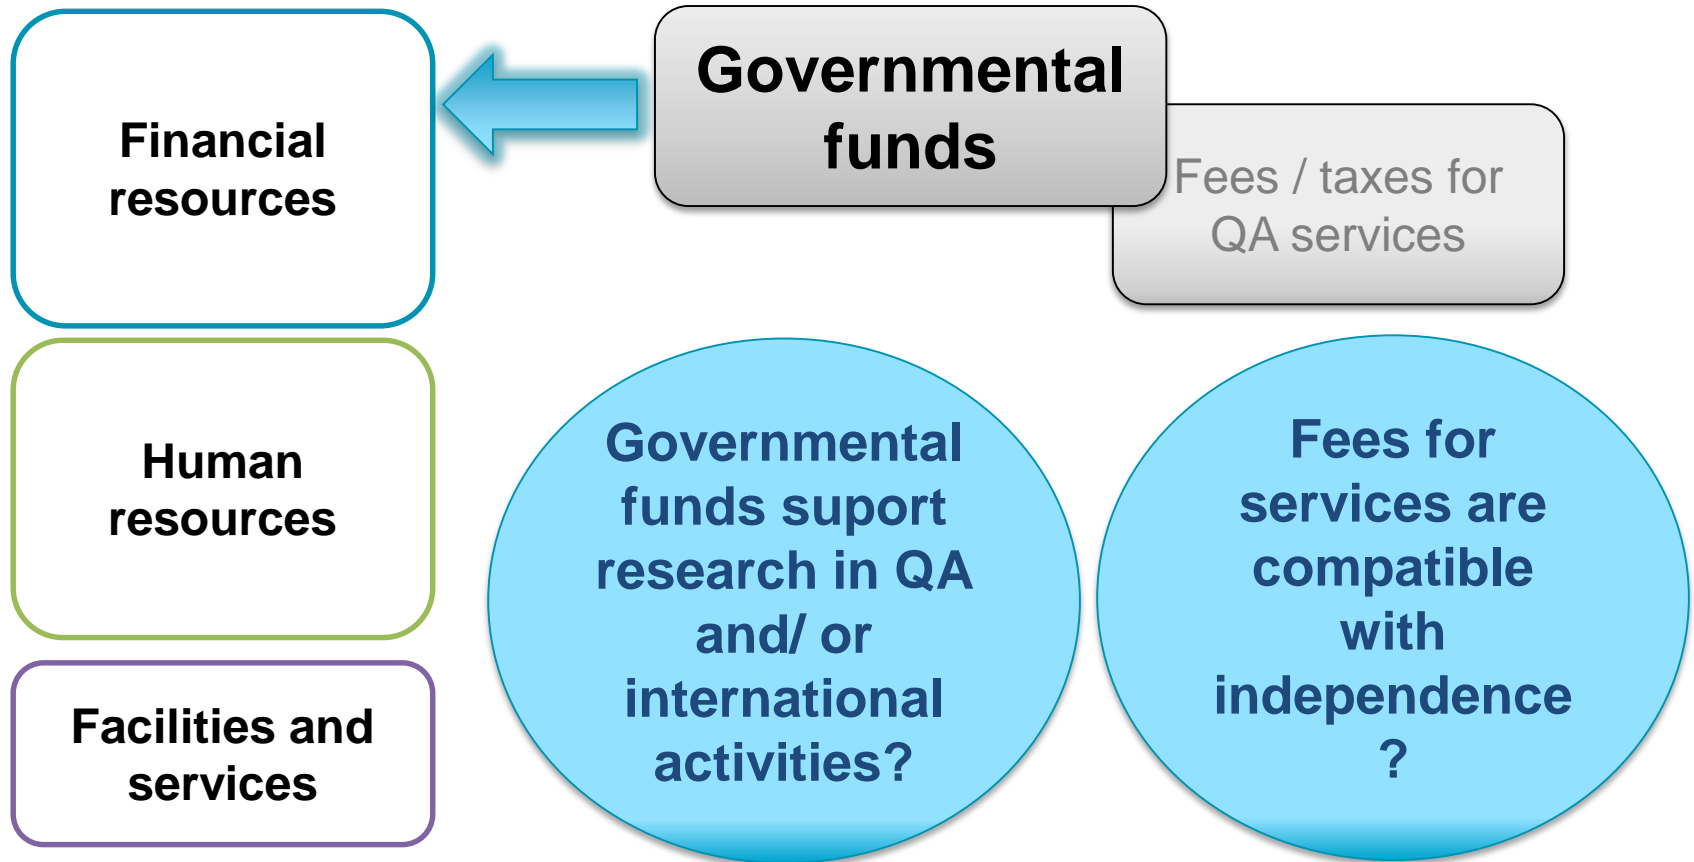 Financial
resources
Governmental
funds
Fees / taxes for
QA services
Human
resources
Facilities and
services
Governmental
funds suport
research in QA
and/ or
international
activities?
Fees for
services are
compatible
with
independence
?